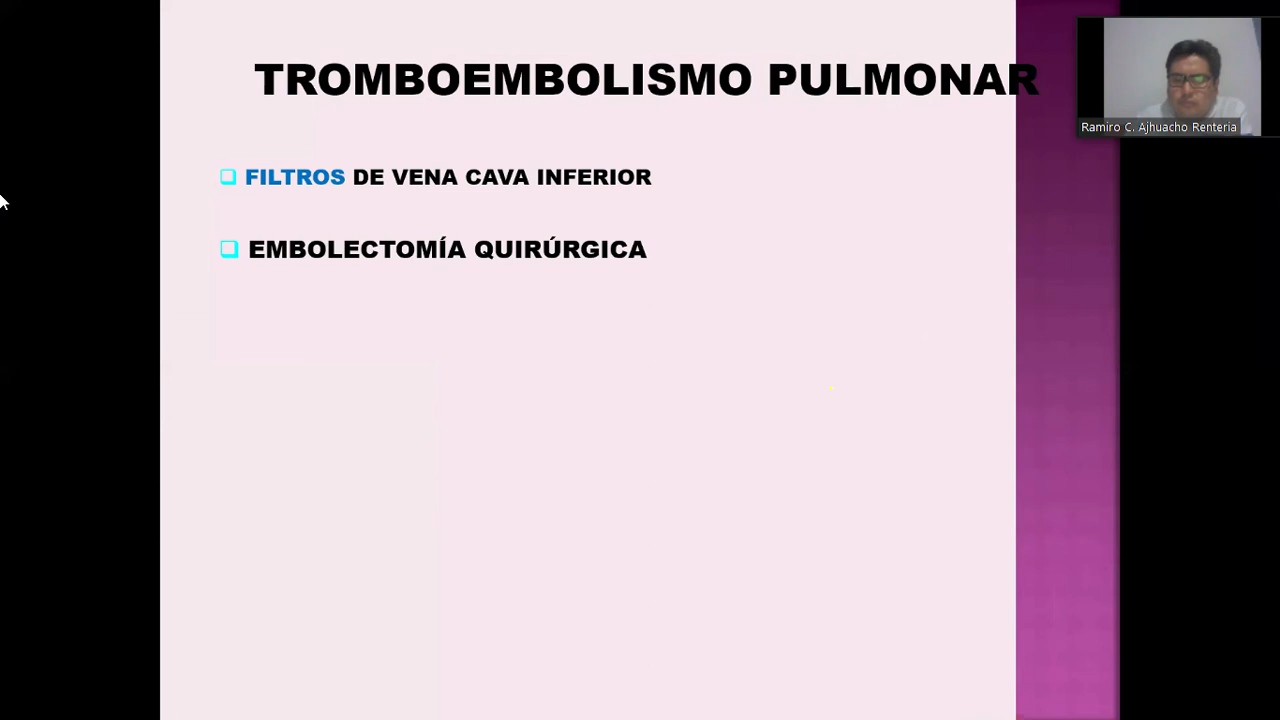 TROMBOEMBOLISMO PULMONAR
Ramiro C. Ajhuacho Renteria
FILTROS DE VENA CAVA INFERIOR
EMBOLECTOMÍA QUIRÚRGICA